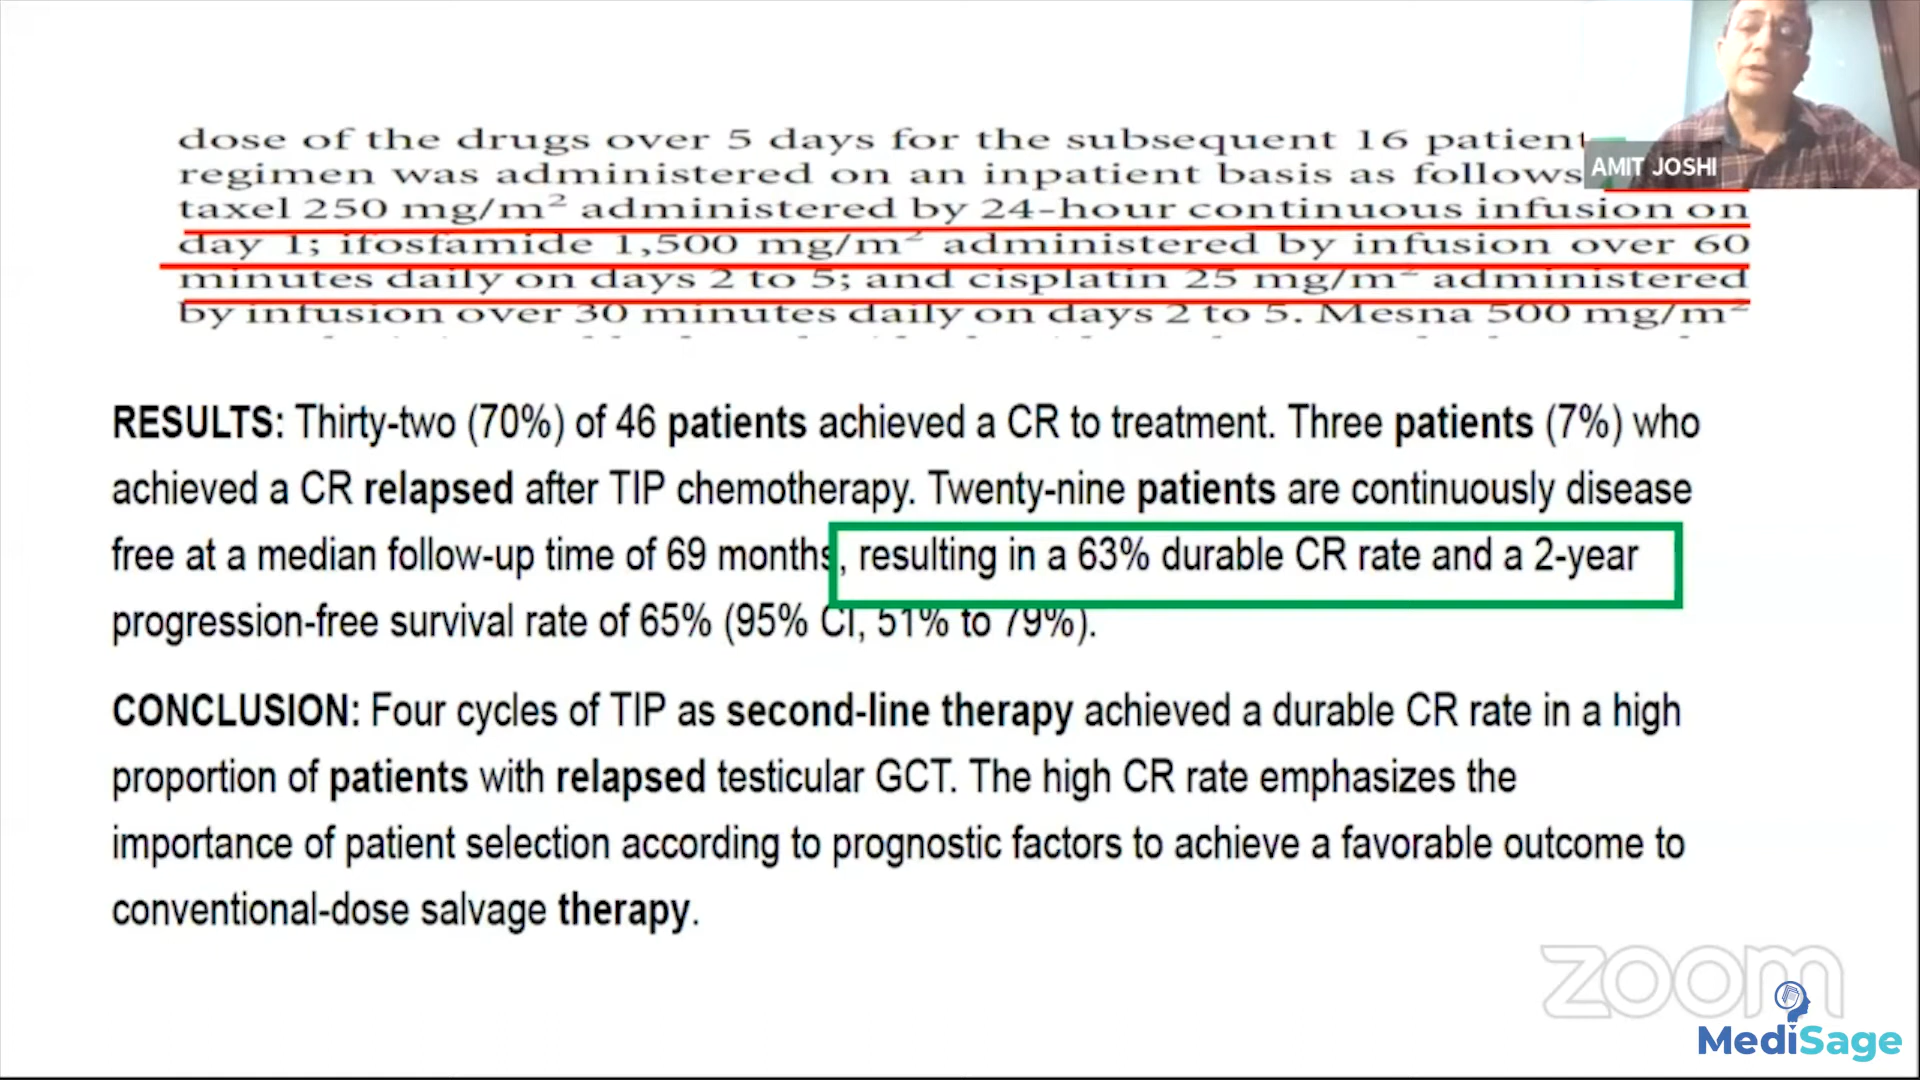 dose of the drugs over 5 days for the subsequent 16 patient
regimen was administered on an inpatient basis as follows
taxel 250 mg/m² administered by 24-hour continuous infusion on
day 1; ifosfamide 1,500 mg/m² administered by infusion over 60
minutes daily on days 2 to 5; and cisplatin 25 mg/m² administered
by infusion over 30 minutes daily on days 2 to 5. Mesna 500 mg/m²
AMIT JOSHI
RESULTS: Thirty-two (70%) of 46 patients achieved a CR to treatment. Three patients (7%) who
achieved a CR relapsed after TIP chemotherapy. Twenty-nine patients are continuously disease
free at a median follow-up time of 69 months, resulting in a 63% durable CR rate and a 2-year
progression-free survival rate of 65% (95% CI, 51% to 79%).
CONCLUSION: Four cycles of TIP as second-line therapy achieved a durable CR rate in a high
proportion of patients with relapsed testicular GCT. The high CR rate emphasizes the
importance of patient selection according to prognostic factors to achieve a favorable outcome to
conventional-dose salvage therapy.
zoom
MediSage